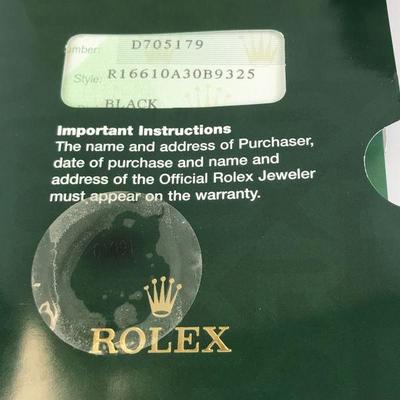 umber: D705179
Style: R16610A30B9325
BLACK
Important Instructions
The name and address of Purchaser,
date of purchase and name and
address of the Official Rolex Jeweler
must appear on the warranty.
ROLEX